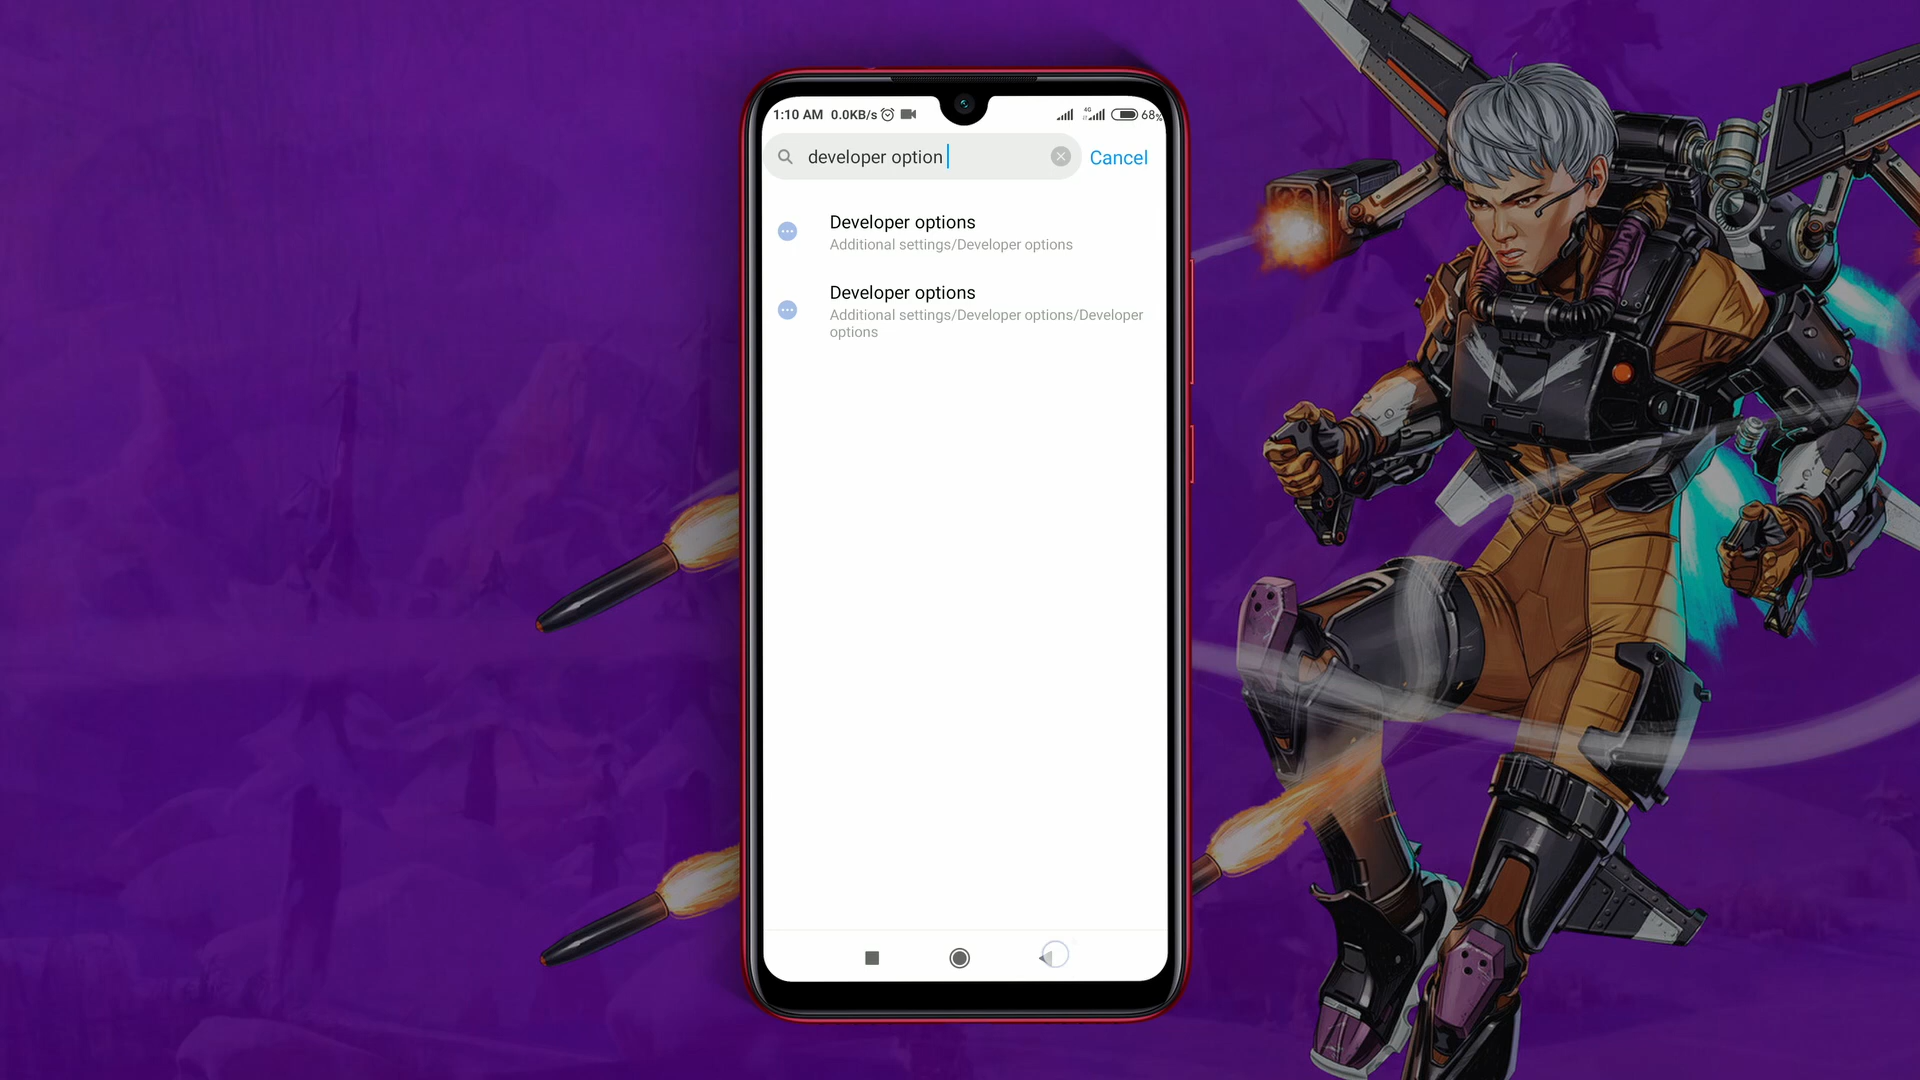 1:10 AM 0.0KB/s 4G 68%
developer option Cancel
Developer options
Additional settings/Developer options
Developer options
Additional settings/Developer options/Developer
options